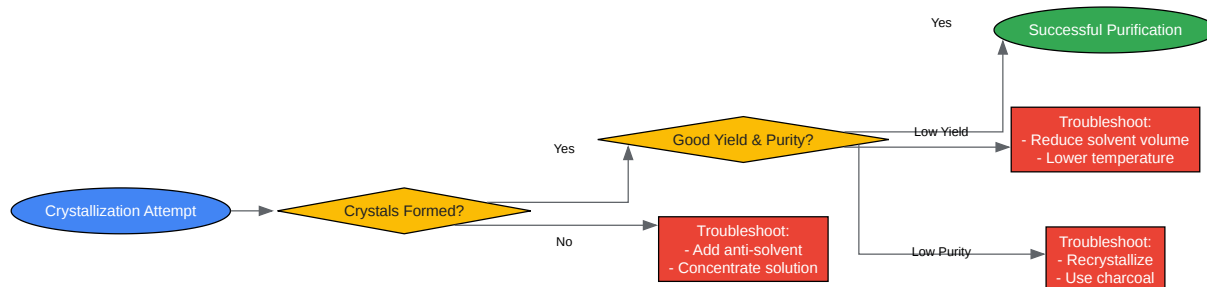 Crystallization Attempt
Crystals Formed?
Yes
No
Troubleshoot:
- Add anti-solvent
- Concentrate solution
Good Yield & Purity?
Yes
Successful Purification
Low Yield
Troubleshoot:
- Reduce solvent volume
- Lower temperature
Low Purity
Troubleshoot:
- Recrystallize
- Use charcoal